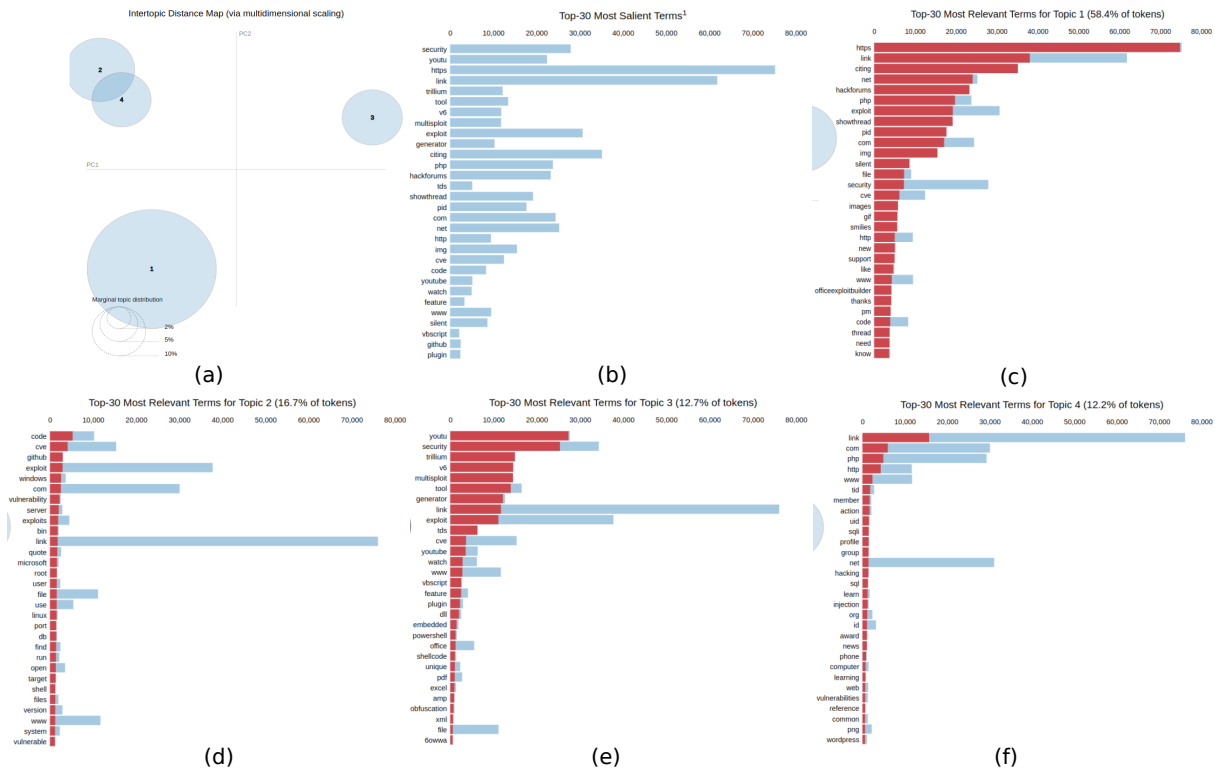 Intertopic Distance Map (via multidimensional scaling)
PC2
2
4
3
PC1
1
Marginal topic distribution
2%
5%
10%
(a)
Top-30 Most Salient Terms1
0 10,000 20,000 30,000 40,000 50,000 60,000 70,000 80,000
security
youtu
https
link
trillium
tool
v6
multisploit
exploit
generator
citing
php
hackforums
tds
showthread
pid
com
net
http
img
cve
code
youtube
watch
feature
www
silent
vbscript
github
plugin
(b)
Top-30 Most Relevant Terms for Topic 1 (58.4% of tokens)
0 10,000 20,000 30,000 40,000 50,000 60,000 70,000 80,000
https
link
citing
net
hackforums
php
exploit
showthread
pid
com
img
silent
file
security
cve
images
gif
smilies
http
new
support
like
www
officeexploitbuilder
thanks
pm
code
thread
need
know
(c)
Top-30 Most Relevant Terms for Topic 2 (16.7% of tokens)
0 10,000 20,000 30,000 40,000 50,000 60,000 70,000 80,000
code
cve
github
exploit
windows
com
vulnerability
server
exploits
bin
link
quote
microsoft
root
user
file
use
linux
port
db
find
run
open
target
shell
files
version
www
system
vulnerable
(d)
Top-30 Most Relevant Terms for Topic 3 (12.7% of tokens)
0 10,000 20,000 30,000 40,000 50,000 60,000 70,000 80,000
youtu
security
trillium
v6
multisploit
tool
generator
link
exploit
tds
cve
youtube
watch
www
vbscript
feature
plugin
dll
embedded
powershell
office
shellcode
unique
pdf
excel
amp
obfuscation
xml
file
6owwa
(e)
Top-30 Most Relevant Terms for Topic 4 (12.2% of tokens)
0 10,000 20,000 30,000 40,000 50,000 60,000 70,000 80,000
link
com
php
http
www
tid
member
action
uid
sqli
profile
group
net
hacking
sql
learn
injection
org
id
award
news
phone
computer
learning
web
vulnerabilities
reference
common
png
wordpress
(f)